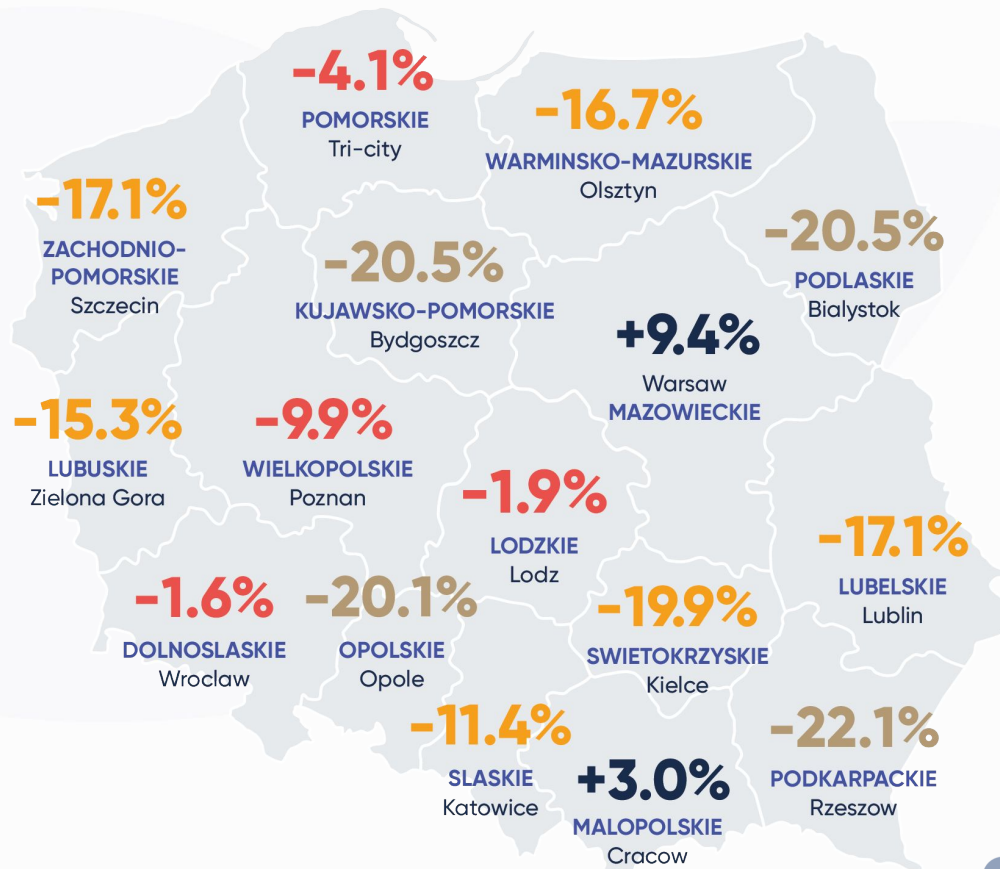 -4.1%
POMORSKIE
Tri-city
-16.7%
WARMINSKO-MAZURSKIE
Olsztyn
-17.1%
ZACHODNIO-
POMORSKIE
Szczecin
-20.5%
KUJAWSKO-POMORSKIE
Bydgoszcz
-20.5%
PODLASKIE
Bialystok
+9.4%
Warsaw
MAZOWIECKIE
-15.3%
LUBUSKIE
Zielona Gora
-9.9%
WIELKOPOLSKIE
Poznan
-1.9%
LODZKIE
Lodz
-17.1%
LUBELSKIE
Lublin
-1.6%
DOLNOSLASKIE
Wroclaw
-20.1%
OPOLSKIE
Opole
-19.9%
SWIETOKRZYSKIE
Kielce
-11.4%
SLASKIE
Katowice
+3.0%
MALOPOLSKIE
Cracow
-22.1%
PODKARPACKIE
Rzeszow